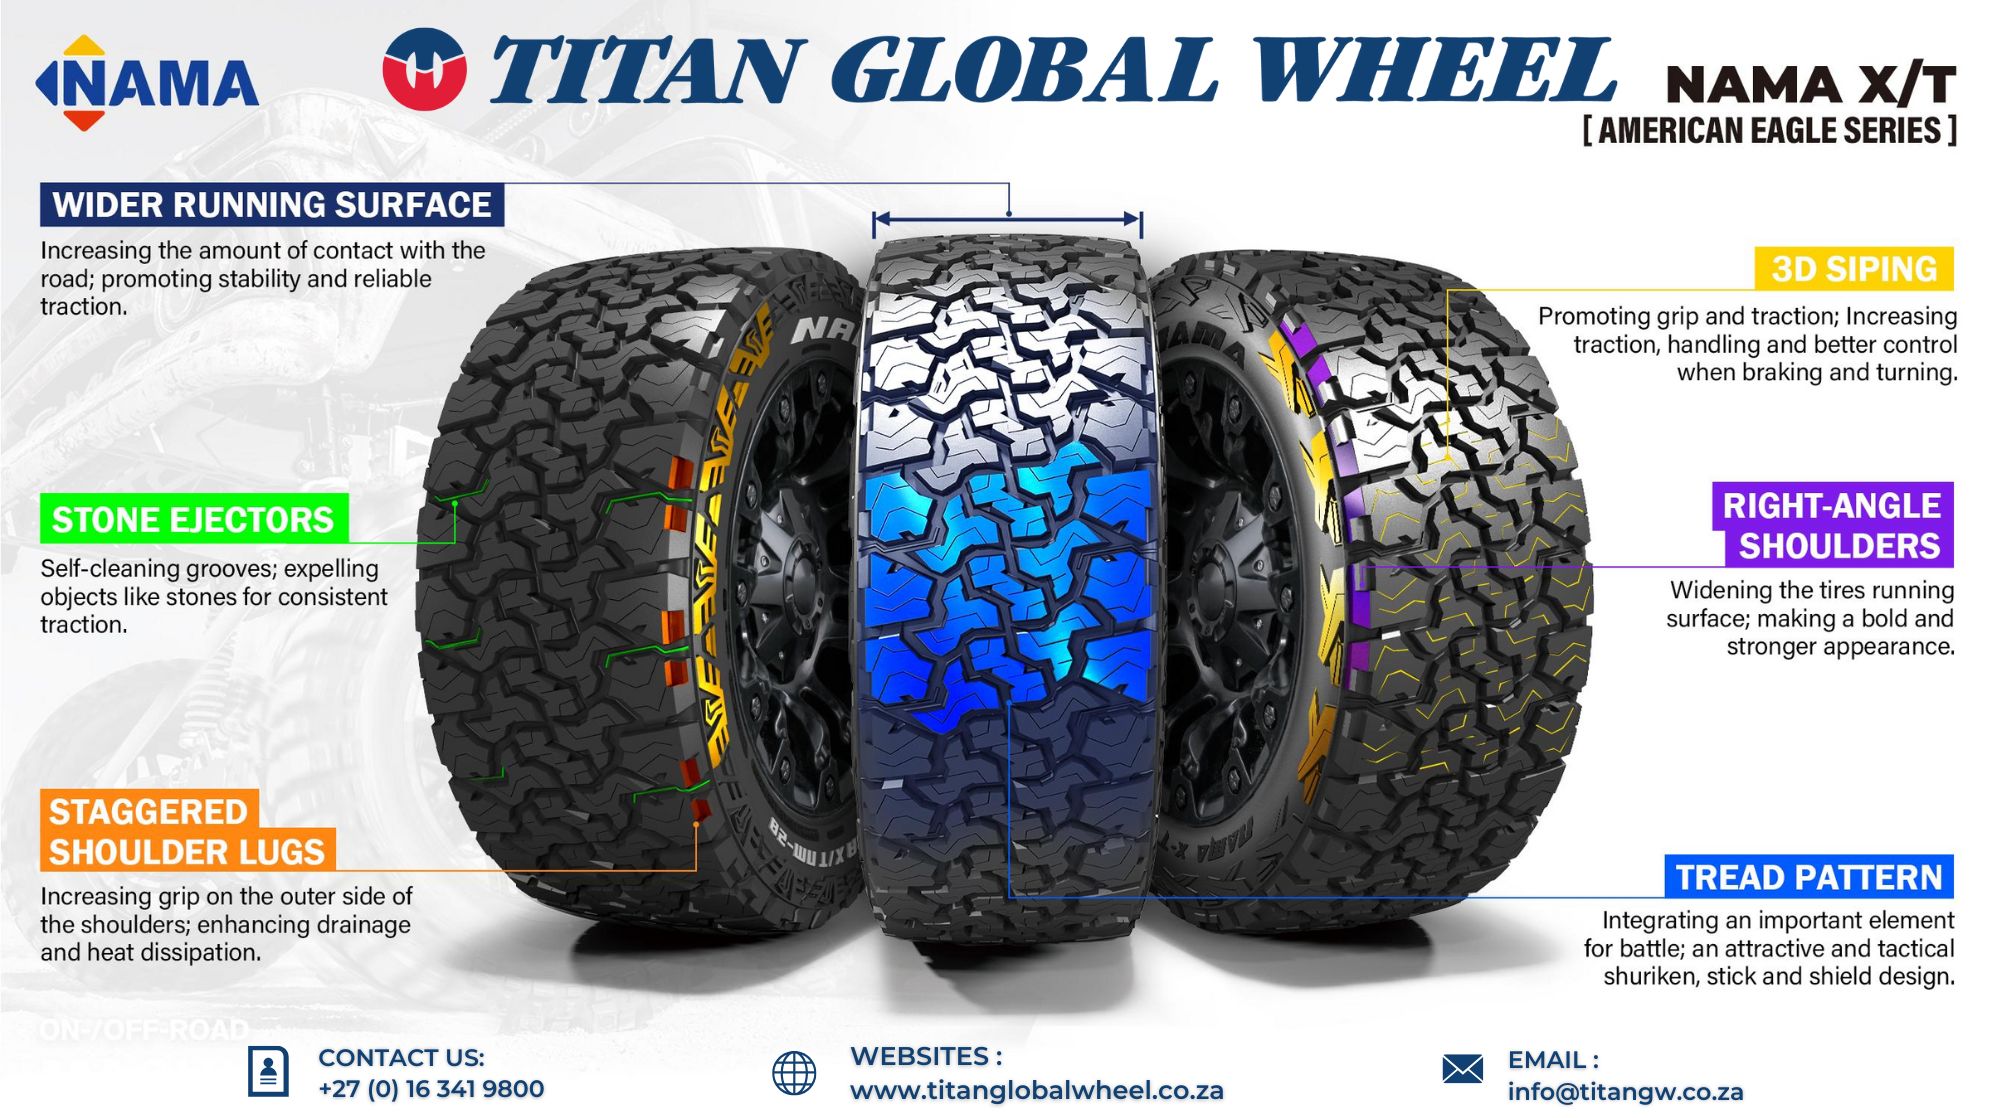 NAMA
TITAN GLOBAL WHEEL
NAMA X/T
[ AMERICAN EAGLE SERIES ]
WIDER RUNNING SURFACE
Increasing the amount of contact with the
road; promoting stability and reliable
traction.
STONE EJECTORS
Self-cleaning grooves; expelling
objects like stones for consistent
traction.
STAGGERED
SHOULDER LUGS
Increasing grip on the outer side of
the shoulders; enhancing drainage
and heat dissipation.
3D SIPING
Promoting grip and traction; Increasing
traction, handling and better control
when braking and turning.
RIGHT-ANGLE
SHOULDERS
Widening the tires running
surface; making a bold and
stronger appearance.
TREAD PATTERN
Integrating an important element
for battle; an attractive and tactical
shuriken, stick and shield design.
NA
A X/T NM-28
NAMA
NAMA X-
ON-/OFF-ROAD
CONTACT US:
+27 (0) 16 341 9800
WEBSITES :
www.titanglobalwheel.co.za
EMAIL :
info@titangw.co.za